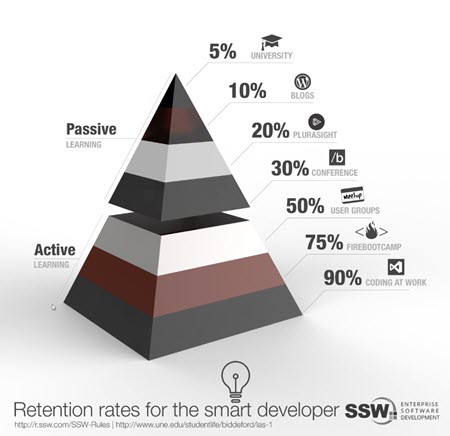 5%
UNIVERSITY
10%
BLOGS
20% PLURASIGHT
/b
30%
CONFERENCE
meetup
50%
USER GROUPS
75%
FIREBOOTCAMP
90% CODING AT WORK
Passive
LEARNING
Active
LEARNING
Retention rates for the smart developer
SSW ENTERPRISE
SOFTWARE
DEVELOPMENT
http://r.ssw.com/SSW-Rules | http://www.une.edu/studentlife/biddeford/las-1